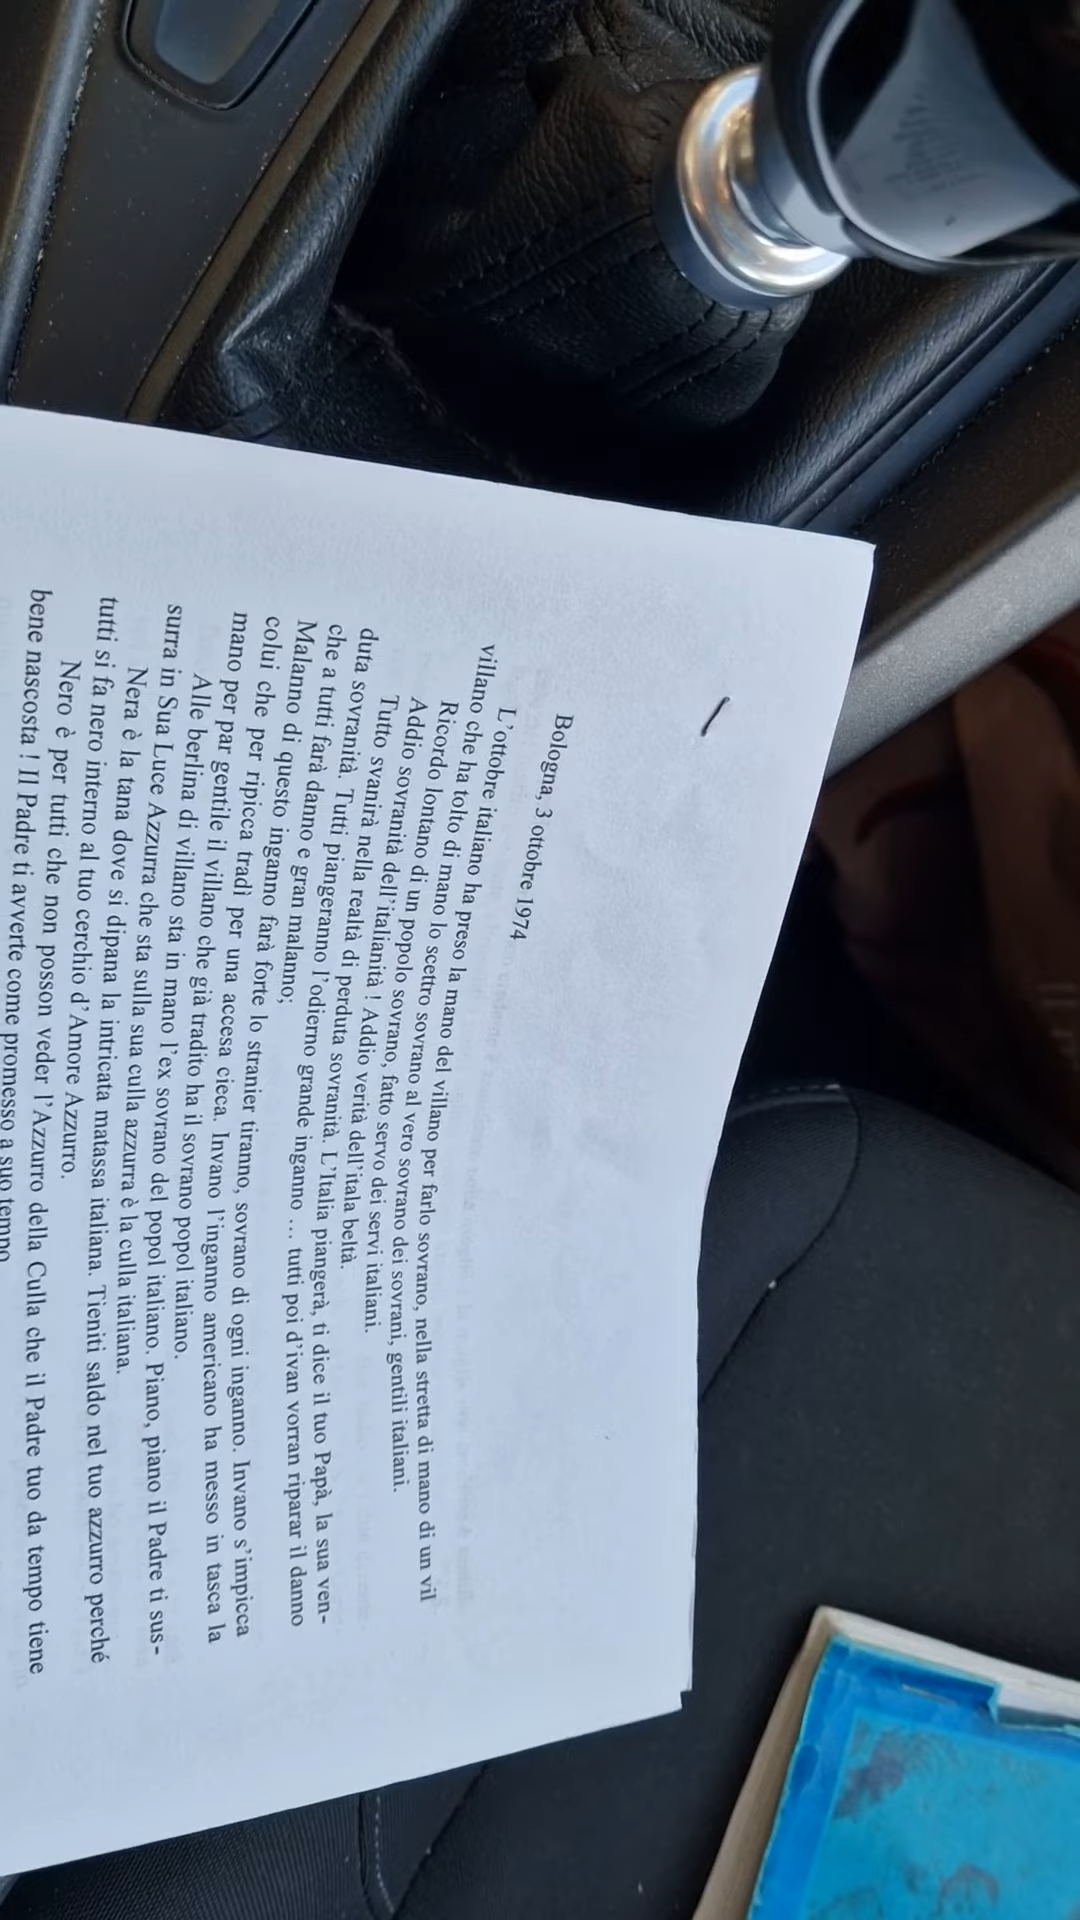 Bologna, 3 ottobre 1974
L'ottobre italiano ha preso la mano del villano per farlo sovrano, nella stretta di mano di un vil
villano che ha tolto di mano lo scettro sovrano al vero sovrano dei sovrani, gentili italiani.
Ricordo lontano di un popolo sovrano, fatto servo dei servi italiani.
Addio sovranità dell'italianità ! Addio verità dell'itala beltà.
Tutto svanirà nella realtà di perduta sovranità. L'Italia piangerà, ti dice il tuo Papà, la sua ven-
duta sovranità. Tutti piangeranno l'odierno grande inganno ... tutti poi d'ivan vorran riparar il danno
che a tutti farà danno e gran malanno;
Malanno di questo inganno farà forte lo stranier tiranno, sovrano di ogni inganno. Invano s'impicca
colui che per ripicca tradì per una accesa cieca. Invano l'inganno americano ha messo in tasca la
mano per par gentile il villano che già tradito ha il sovrano popol italiano.
Alle berlina di villano sta in mano l'ex sovrano del popol italiano. Piano, piano il Padre ti sus-
surra in Sua Luce Azzurra che sta sulla sua culla azzurra è la culla italiana.
Nera è la tana dove si dipana la intricata matassa italiana. Tieniti saldo nel tuo azzurro perché
tutti si fa nero interno al tuo cerchio d'Amore Azzurro.
Nero è per tutti che non posson veder l'Azzurro della Culla che il Padre tuo da tempo tiene
bene nascosta ! Il Padre ti avverte come promesso a suo tempo